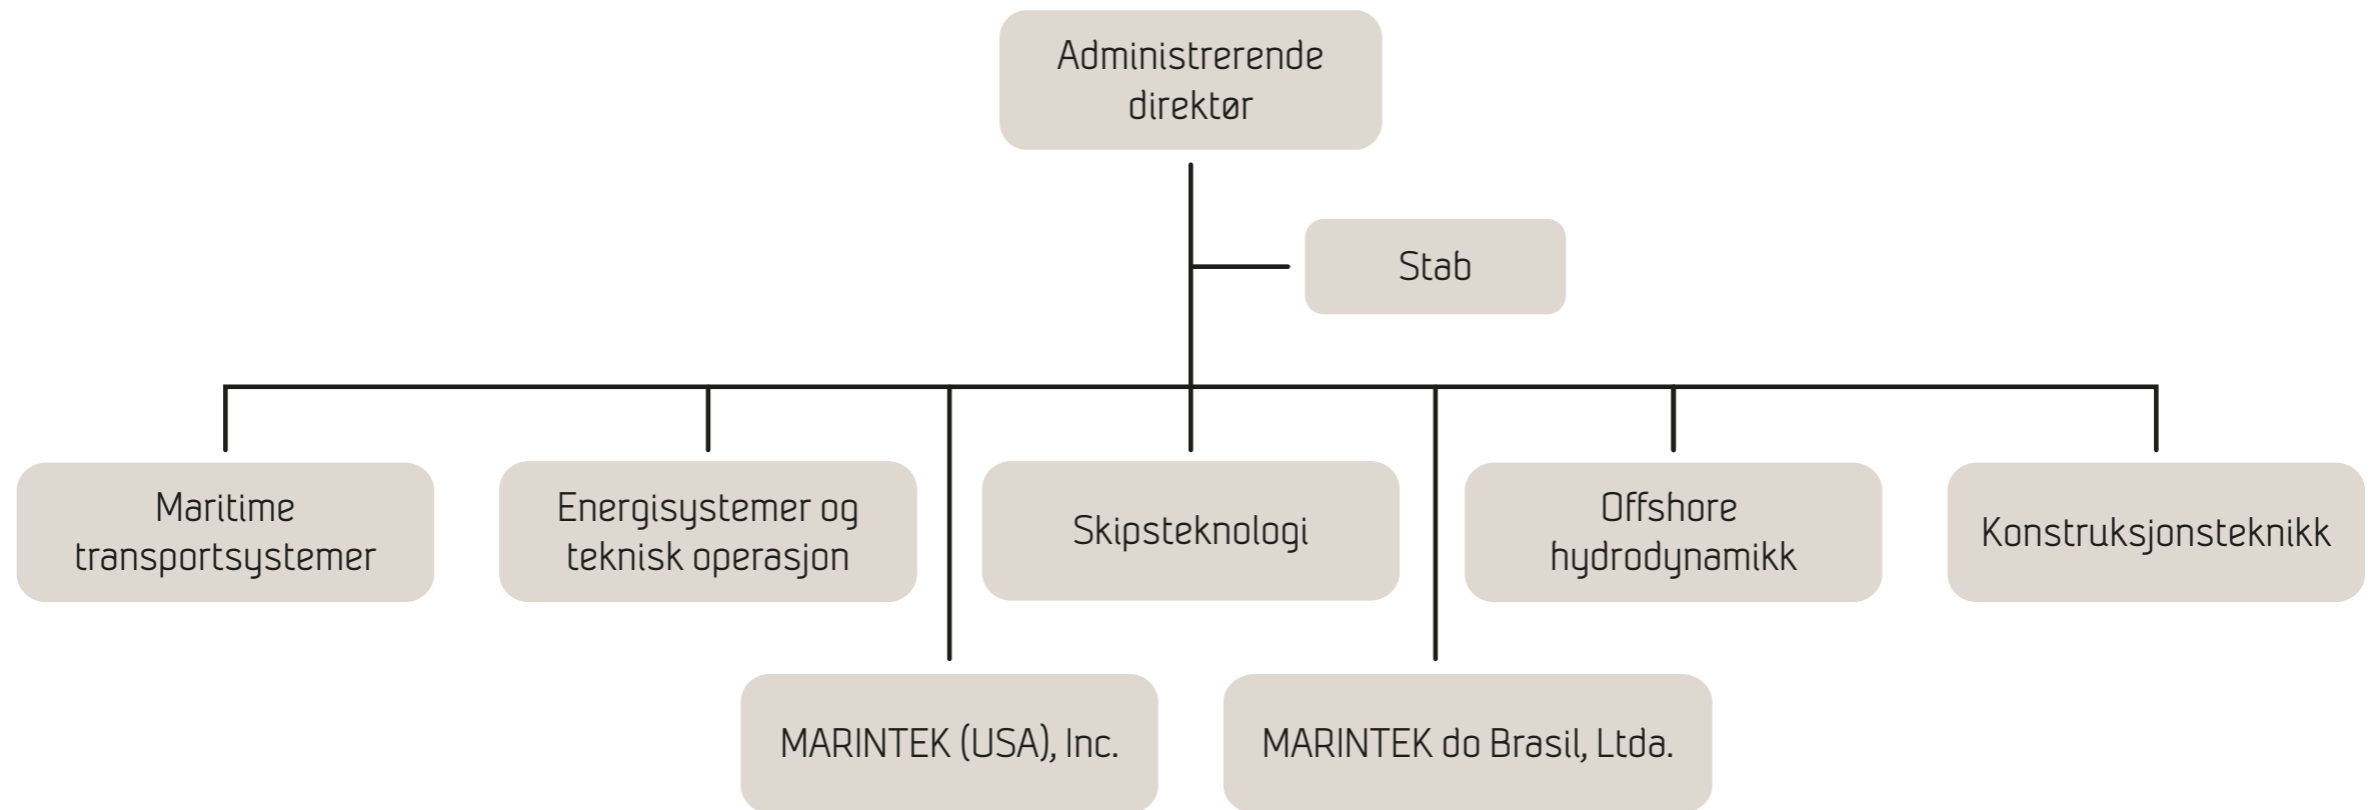 Administrerende
direktør
Stab
Maritime
transportsystemer
Energisystemer og
teknisk operasjon
Skipsteknologi
Offshore
hydrodynamikk
Konstruksjonsteknikk
MARINTEK (USA), Inc.
MARINTEK do Brasil, Ltda.